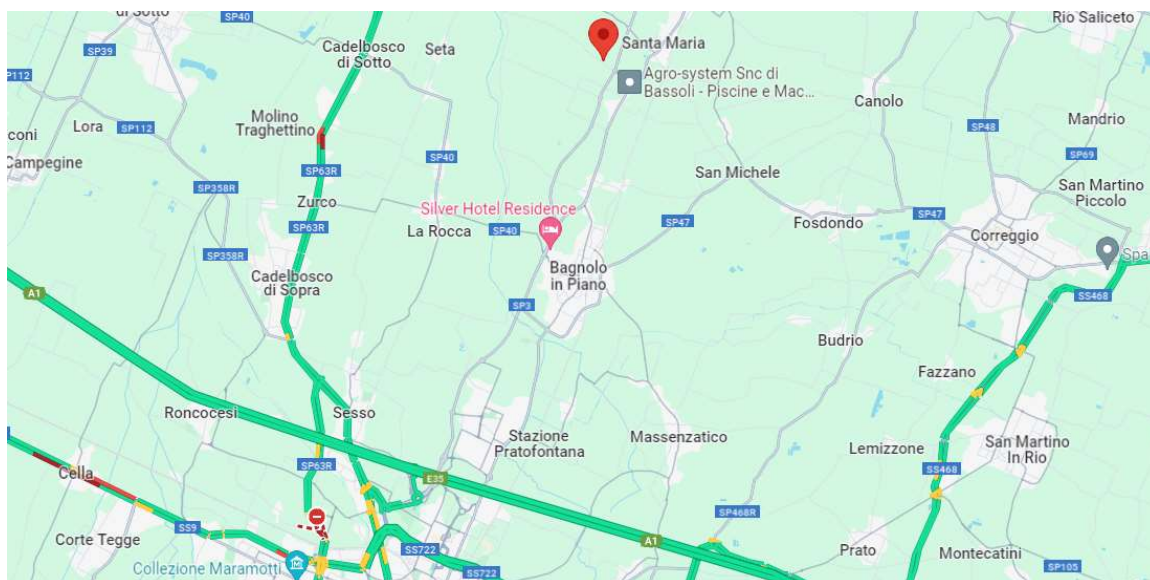 di Sotto
SP40
Rio Saliceto
Cadelbosco
di Sotto
Seta
Santa Maria
SP39
SP112
Agro-system Snc di
Bassoli - Piscine e Mac...
Canolo
Molino
Traghettino
Lora
SP112
SP48
Mandrio
coni
Campegine
SP40
SP69
SP63R
San Michele
SP358R
San Martino
Piccolo
Zurco
Silver Hotel Residence
SP47
Fosdondo
SP47
SP63R
La Rocca
SP40
Correggio
SP358R
Spa
Cadelbosco
di Sopra
Bagnolo
in Piano
A1
SS468
SP3
Budrio
Fazzano
Roncocesi
Sesso
Stazione
Pratofontana
Massenzatico
Lemizzone
San Martino
In Rio
Cella
SP63R
E35
SS468
SP468R
Corte Tegge
SS9
A1
Prato
Montecatini
SS722
Collezione Maramotti
SS722
SP105